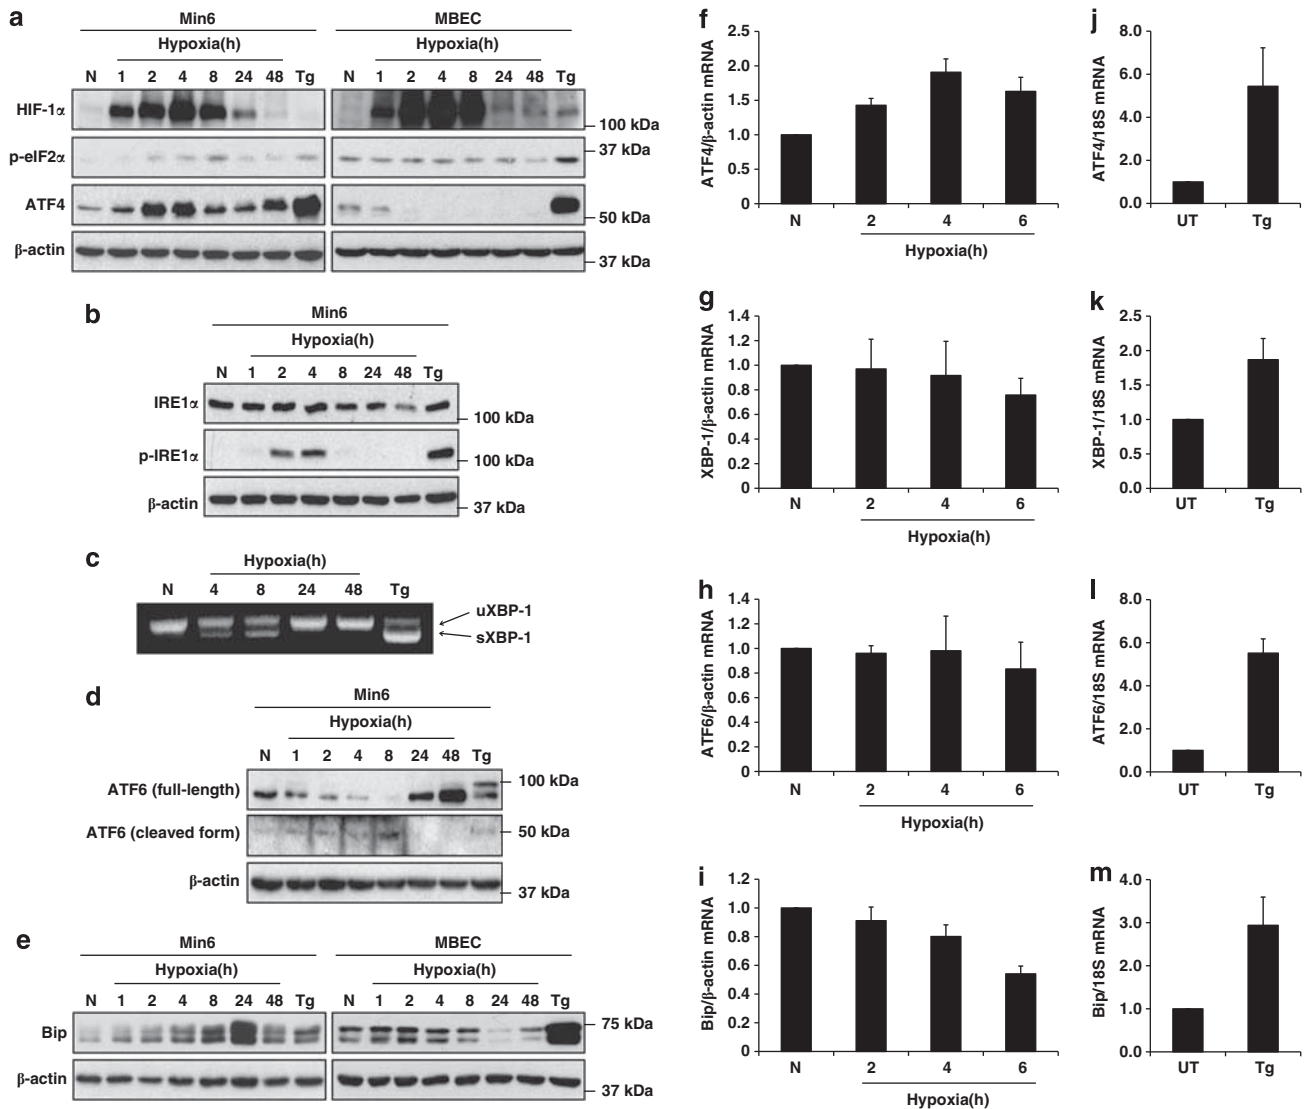 a
Min6 MBEC
Hypoxia(h) Hypoxia(h)
N 1 2 4 8 24 48 Tg N 1 2 4 8 24 48 Tg
HIF-1α
100 kDa
p-eIF2α 37 kDa
ATF4
50 kDa
β-actin
37 kDa
b
Min6
Hypoxia(h)
N 1 2 4 8 24 48 Tg
IRE1α
100 kDa
p-IRE1α
100 kDa
β-actin
37 kDa
c
Hypoxia(h)
N 4 8 24 48 Tg
uXBP-1
sXBP-1
d
Min6
Hypoxia(h)
N 1 2 4 8 24 48 Tg
ATF6 (full-length) 100 kDa
ATF6 (cleaved form) 50 kDa
β-actin
37 kDa
e
Min6 MBEC
Hypoxia(h) Hypoxia(h)
N 1 2 4 8 24 48 Tg N 1 2 4 8 24 48 Tg
Bip 75 kDa
β-actin
37 kDa
f
ATF4/β-actin mRNA
2.5
2.0
1.5
1.0
0.5
0
N 2 4 6
Hypoxia(h)
j
ATF4/18S mRNA
8.0
6.0
4.0
2.0
0.0
UT Tg
g
XBP-1/β-actin mRNA
1.4
1.2
1.0
0.8
0.6
0.4
0.2
0
N 2 4 6
Hypoxia(h)
k
XBP-1/18S mRNA
2.5
2.0
1.5
1.0
0.5
0.0
UT Tg
h
ATF6/β-actin mRNA
1.4
1.2
1.0
0.8
0.6
0.4
0.2
0
N 2 4 6
Hypoxia(h)
l
ATF6/18S mRNA
8.0
6.0
4.0
2.0
0.0
UT Tg
i
Bip/β-actin mRNA
1.2
1.0
0.8
0.6
0.4
0.2
0
N 2 4 6
Hypoxia(h)
m
Bip/18S mRNA
4.0
3.0
2.0
1.0
0.0
UT Tg